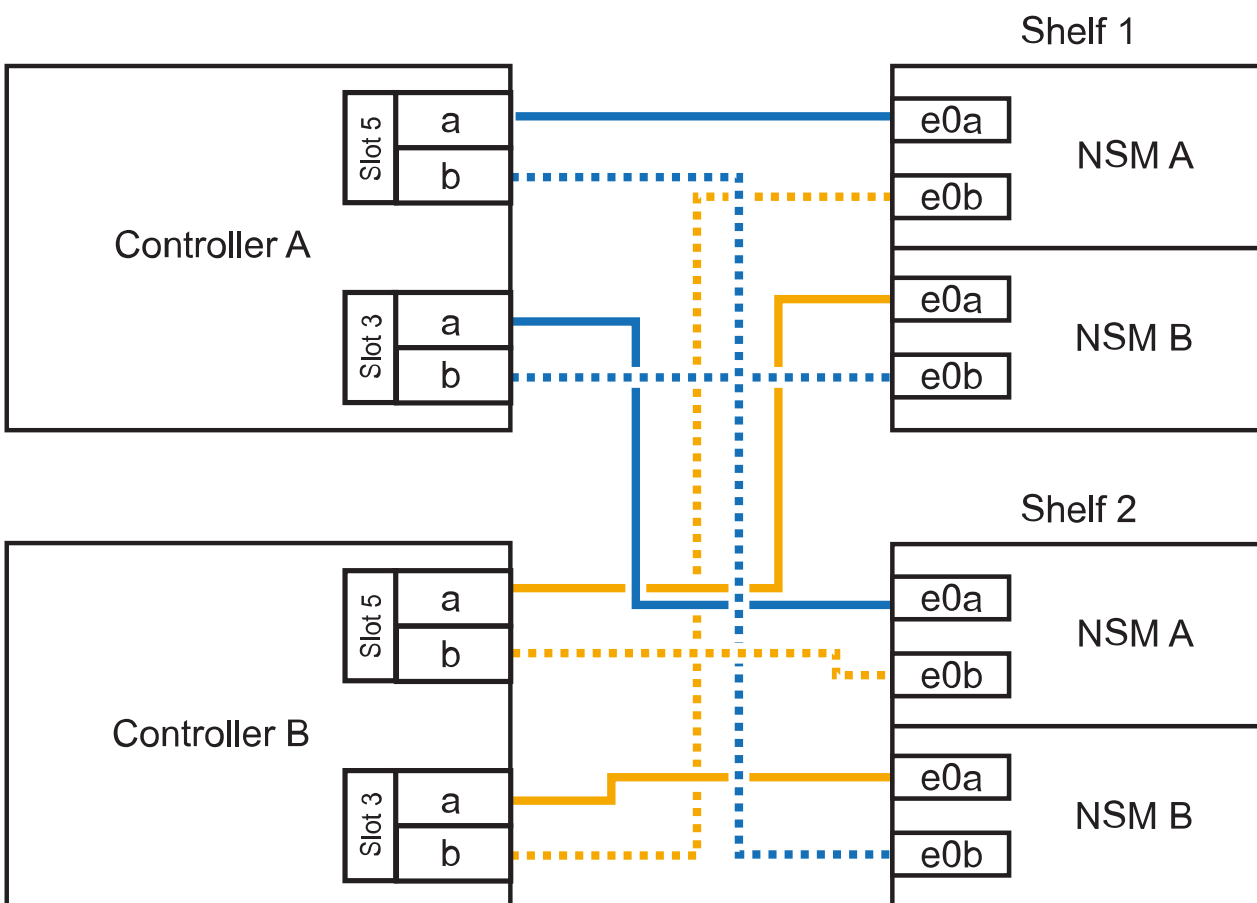 Shelf 1
Controller A
Slot 5
a
b
Slot 3
a
b
e0a
e0b
NSM A
e0a
e0b
NSM B
Shelf 2
Controller B
Slot 5
a
b
Slot 3
a
b
e0a
e0b
NSM A
e0a
e0b
NSM B